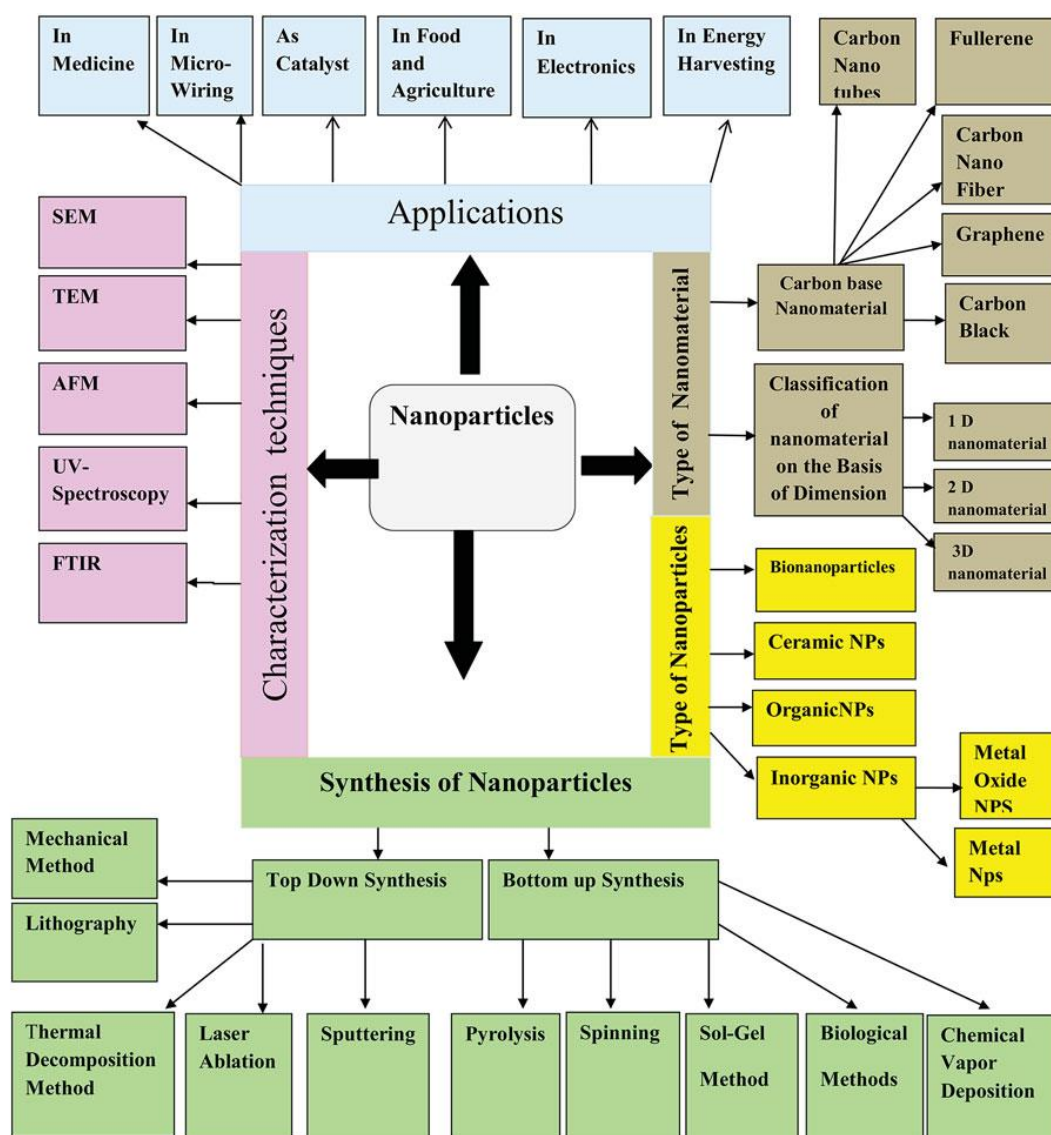 In
Medicine
In
Micro-
Wiring
As
Catalyst
In Food
and
Agriculture
In
Electronics
In Energy
Harvesting
Carbon
Nano
tubes
Fullerene
Carbon
Nano
Fiber
Graphene
Carbon
Black
Applications
SEM
TEM
AFM
UV-
Spectroscopy
FTIR
Characterization techniques
Nanoparticles
Type of Nanomaterial
Carbon base
Nanomaterial
Classification
of
nanomaterial
on the Basis
of Dimension
1 D
nanomaterial
2 D
nanomaterial
3D
nanomaterial
Type of Nanoparticles
Bionanoparticles
Ceramic NPs
OrganicNPs
Inorganic NPs
Metal
Oxide
NPS
Metal
Nps
Synthesis of Nanoparticles
Top Down Synthesis
Bottom up Synthesis
Mechanical
Method
Lithography
Thermal
Decomposition
Method
Laser
Ablation
Sputtering
Pyrolysis
Spinning
Sol-Gel
Method
Biological
Methods
Chemical
Vapor
Deposition